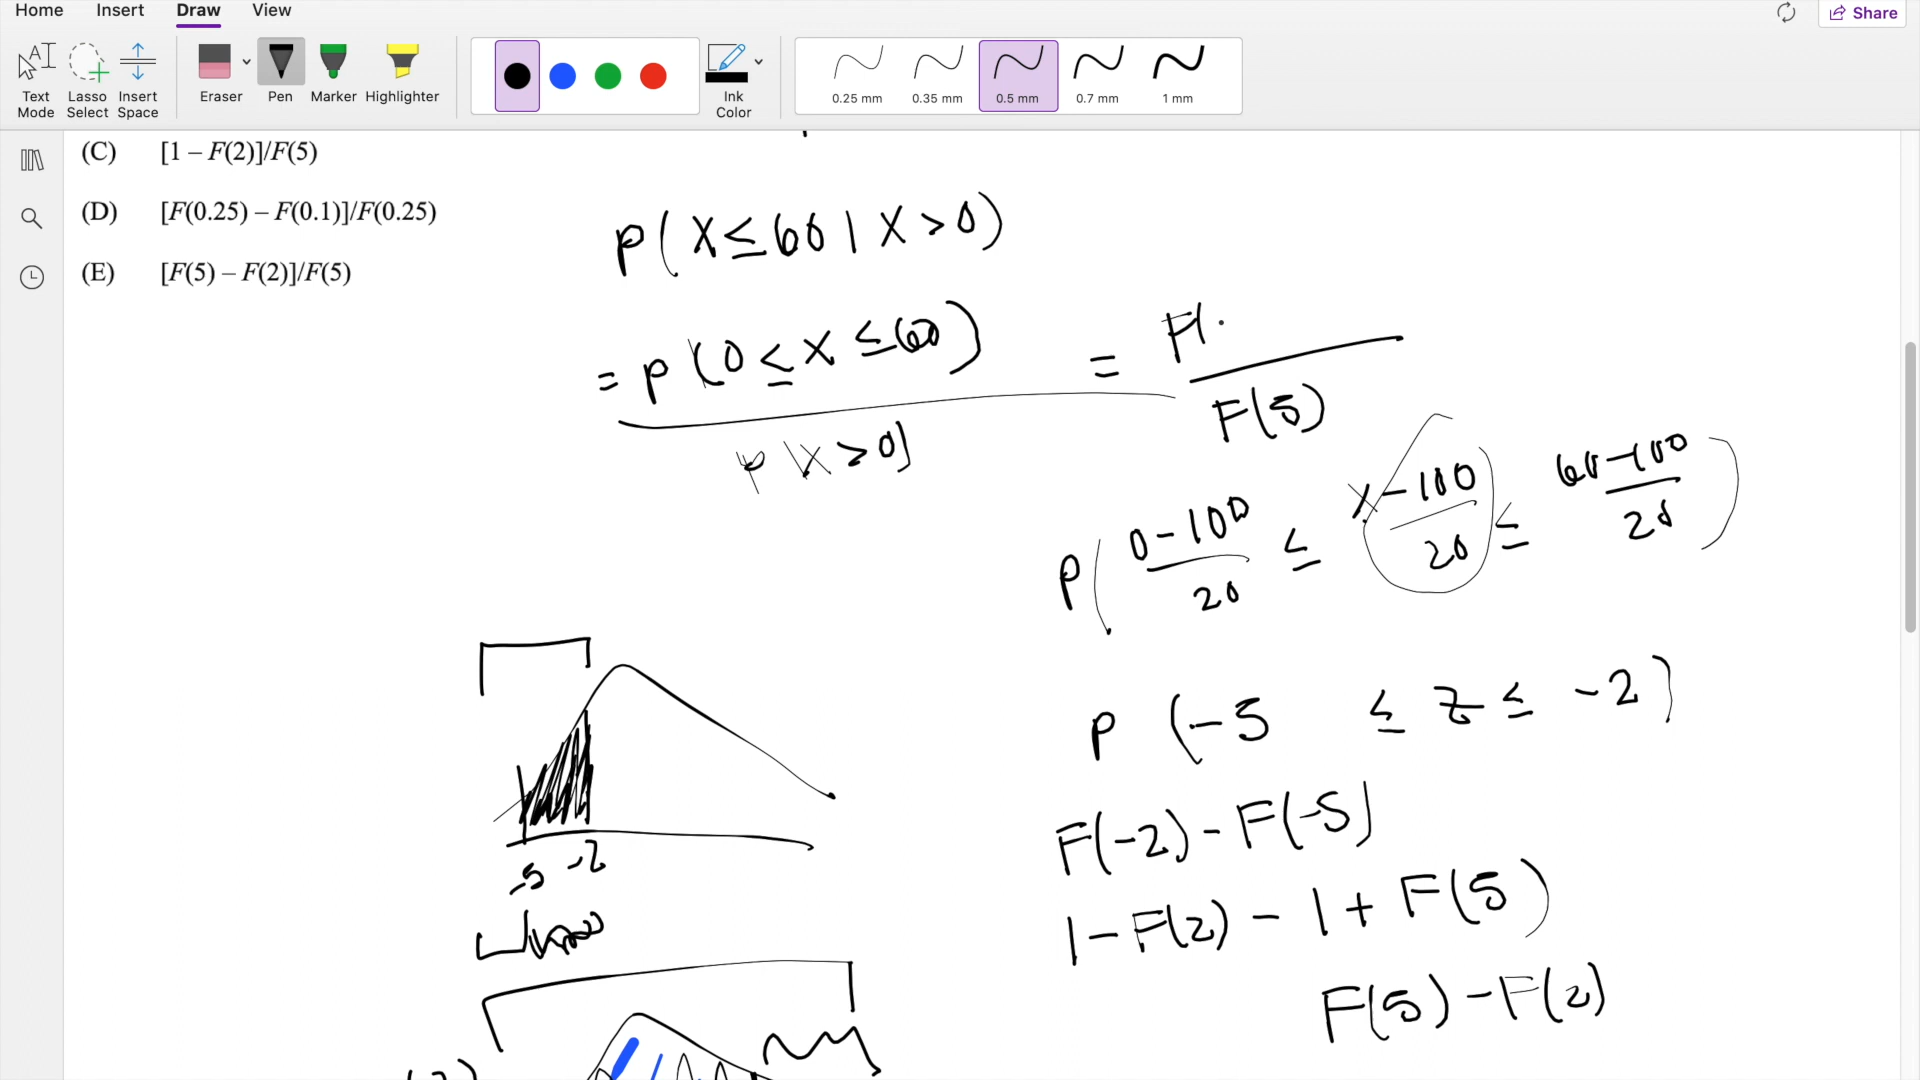 Home Insert Draw View
Share
Text Mode
Lasso Select
Insert Space
Eraser
Pen
Marker
Highlighter
Ink Color
0.25 mm
0.35 mm
0.5 mm
0.7 mm
1 mm
(C) [1 – F(2)]/F(5)
(D) [F(0.25) – F(0.1)]/F(0.25)
(E) [F(5) – F(2)]/F(5)
P(X≤60 | X>0)
= P(0≤X≤60)
P(X>0)
= F(
F(5)
P(0-100/20 ≤ X-100/20 ≤ 60-100/20)
P(-5 ≤ Z ≤ -2)
F(-2) - F(-5)
1 - F(2) - 1 + F(5)
F(5) - F(2)
-5 -2